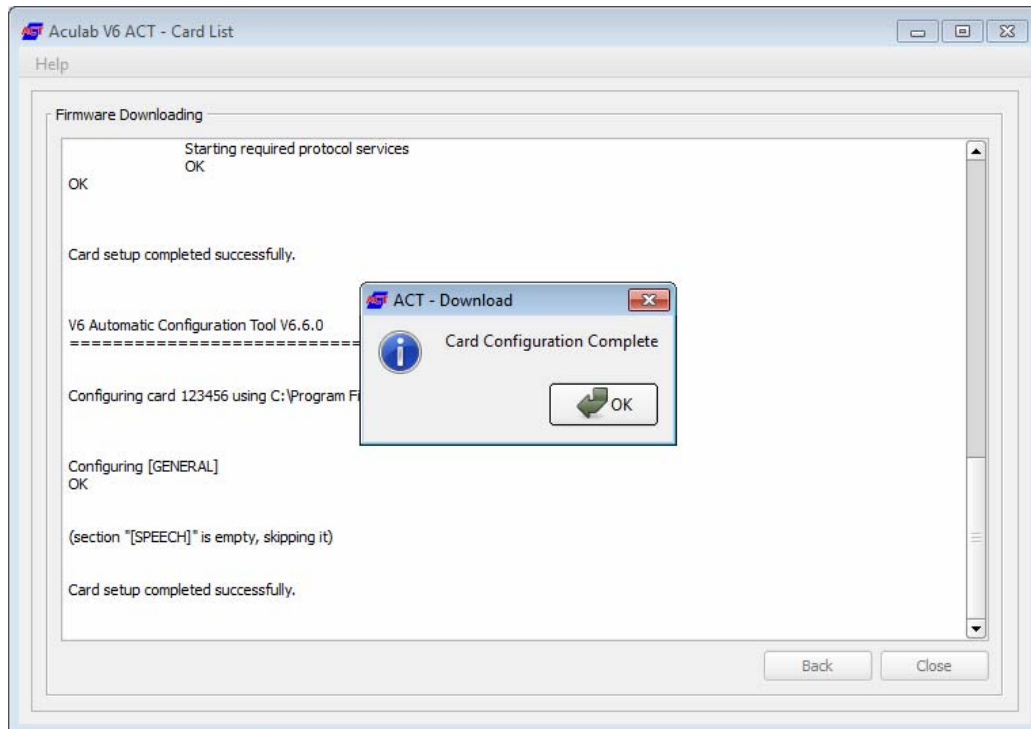 Aculab V6 ACT - Card List
Help
Firmware Downloading
Starting required protocol services
OK
OK
Card setup completed successfully.
ACT - Download
Card Configuration Complete
OK
V6 Automatic Configuration Tool V6.6.0
===========================
Configuring card 123456 using C:\Program Fi
Configuring [GENERAL]
OK
(section "[SPEECH]" is empty, skipping it)
Card setup completed successfully.
Back Close